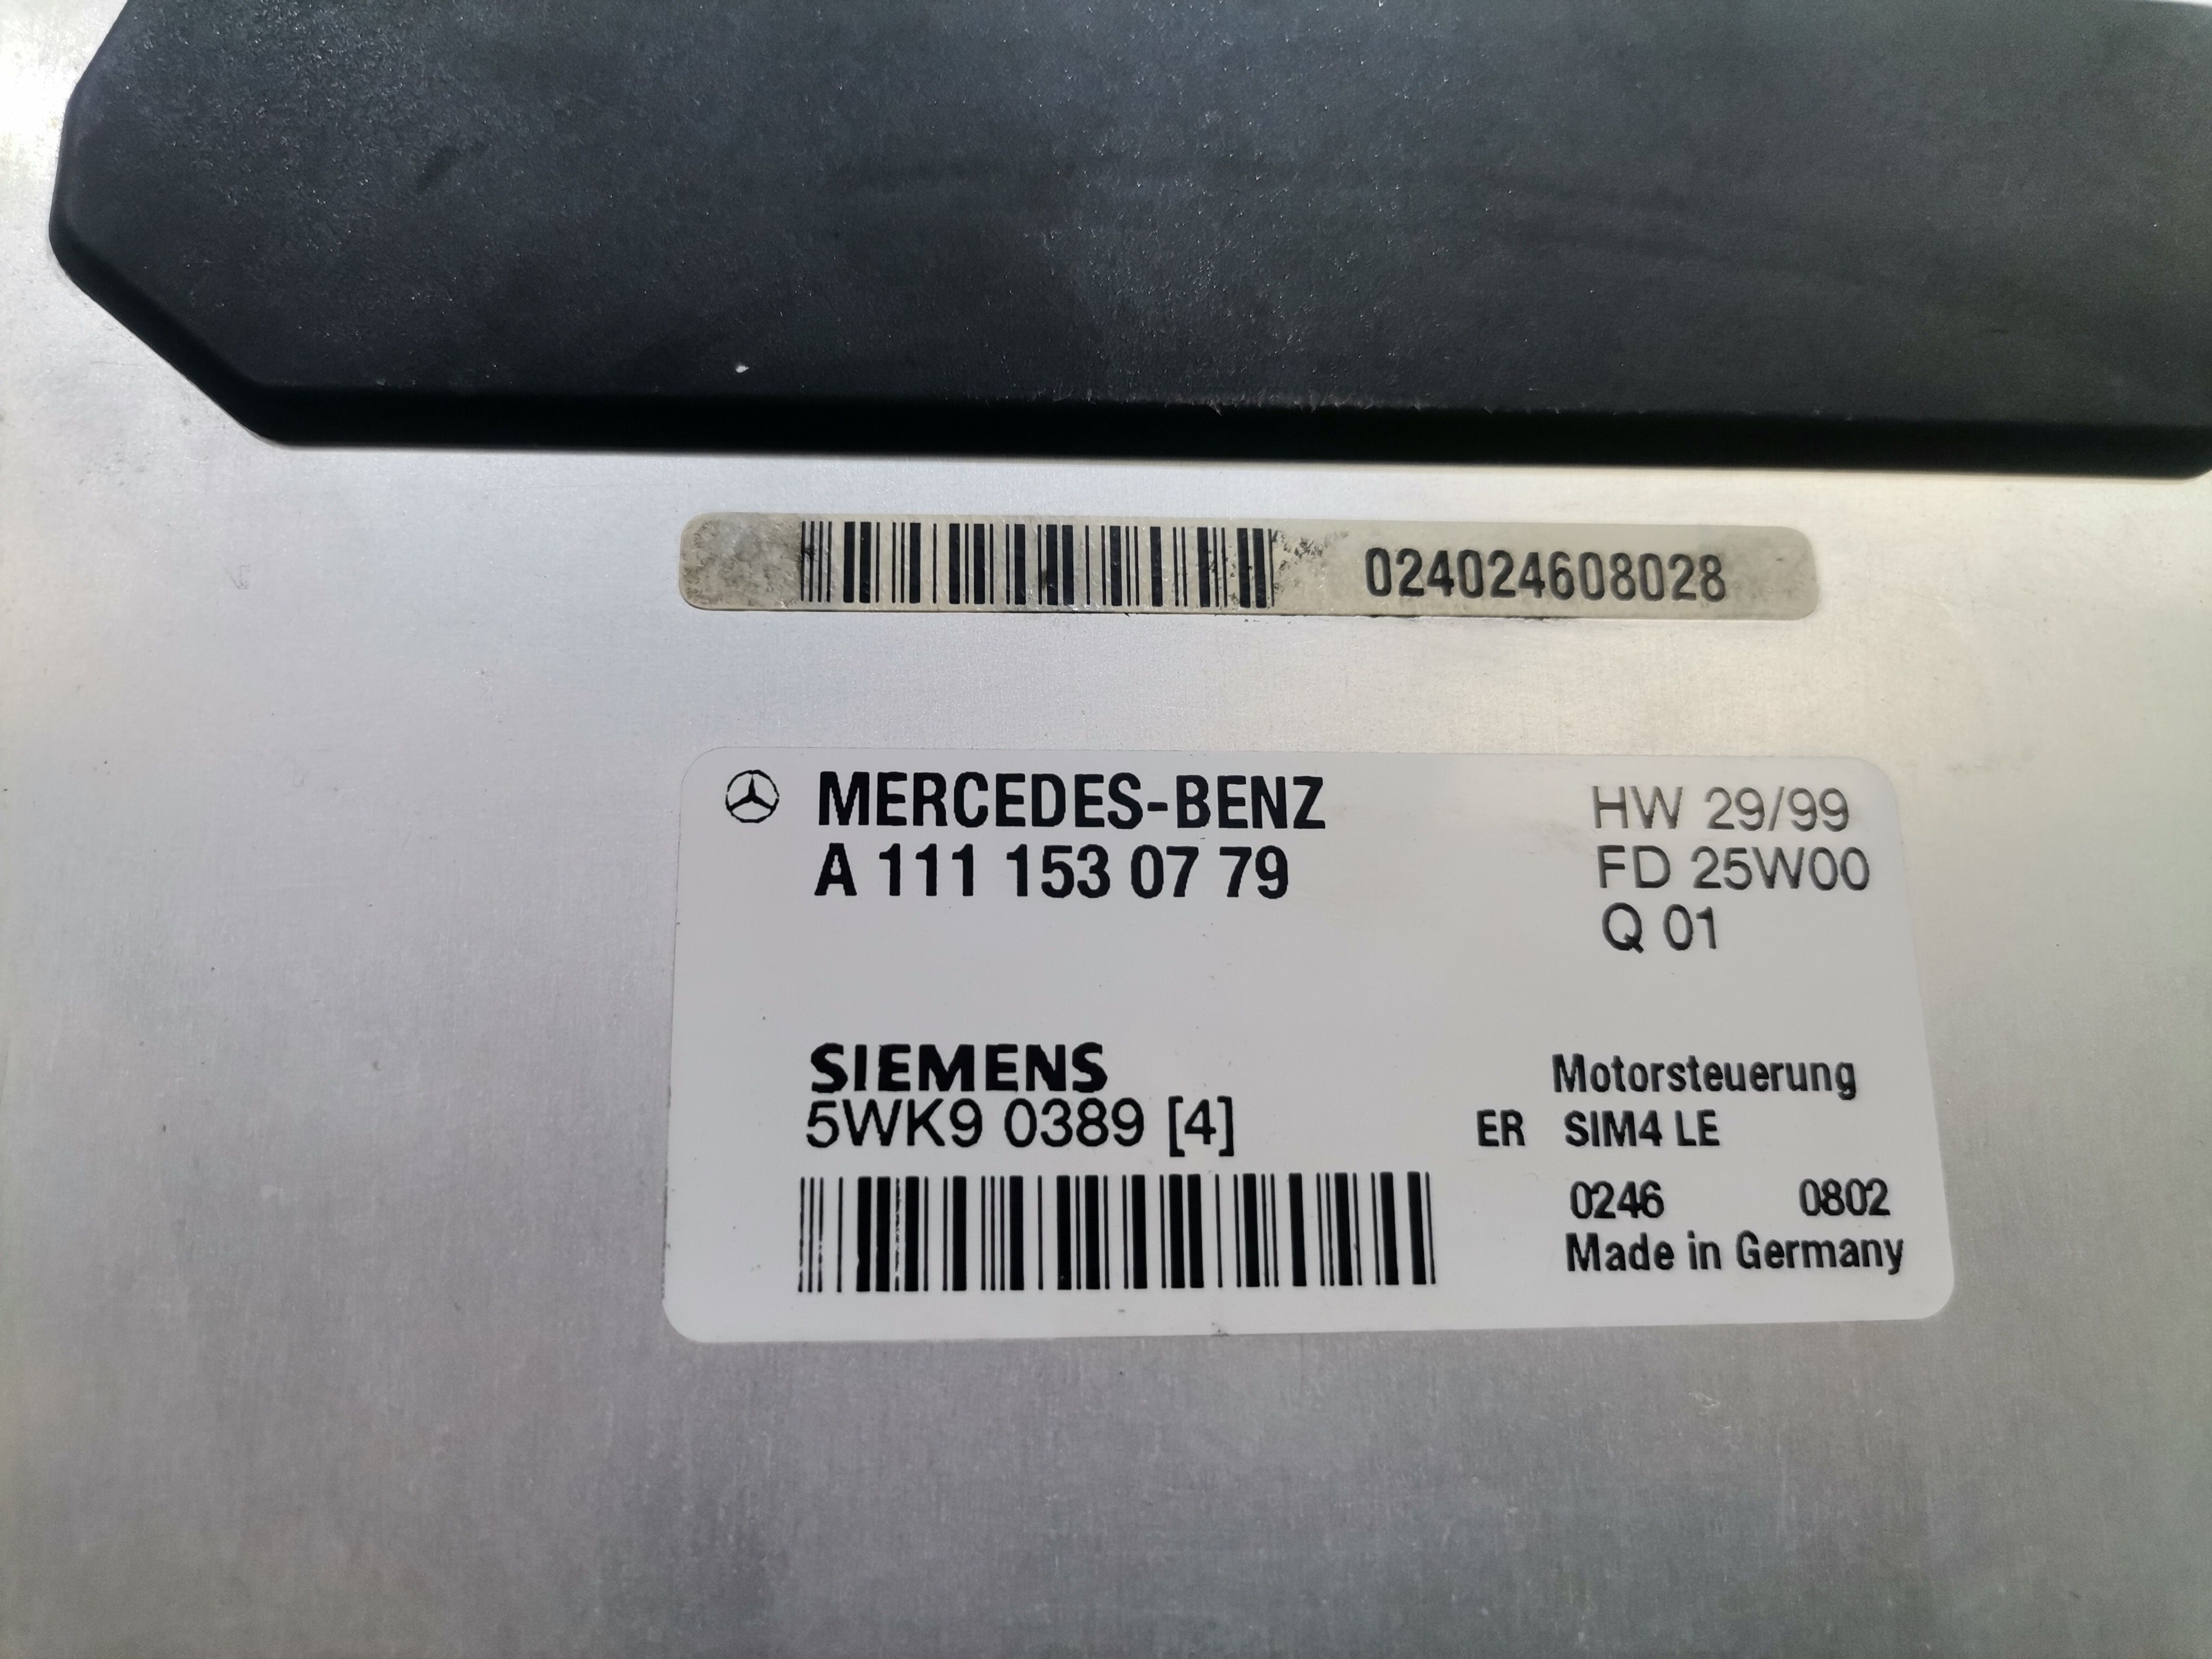 024024608028
MERCEDES-BENZ
A 111 153 07 79
HW 29/99
FD 25W00
Q 01
SIEMENS
5WK9 0389 [4]
Motorsteuerung
ER SIM4 LE
0246 0802
Made in Germany